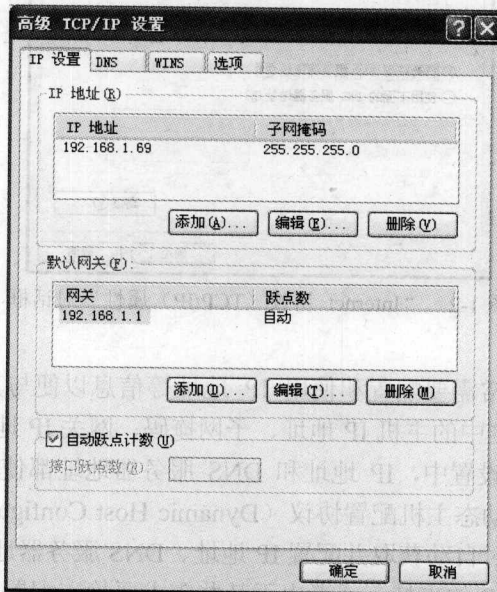 高级 TCP/IP 设置
IP 设置 DNS WINS 选项
IP 地址(R)
IP 地址 子网掩码
192.168.1.69 255.255.255.0
添加(A)... 编辑(E)... 删除(V)
默认网关(F):
网关 跃点数
192.168.1.1 自动
添加(D)... 编辑(T)... 删除(M)
自动跃点计数(U)
接口跃点数(N):
确定 取消